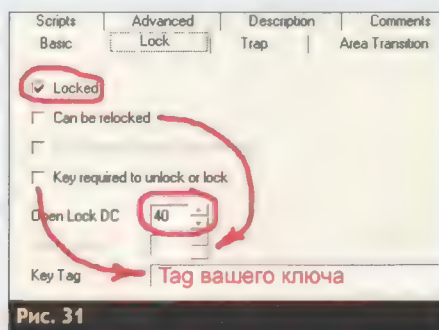 Scripts Advanced Description Comments
Basic Lock Trap Area Transition
Locked
Can be relocked
Key required to unlock or lock
Open Lock DC 40
Key Tag Tag вашего ключа
Рис. 31